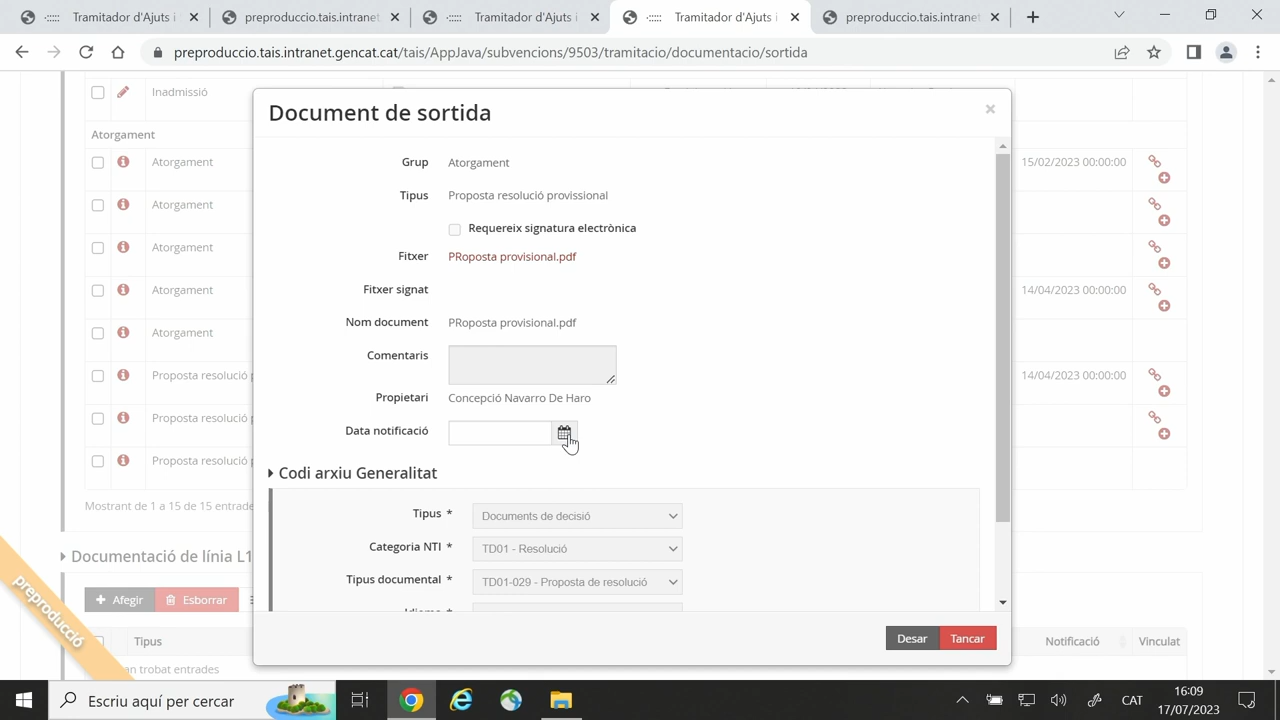 Tramitador d'Ajuts i
preproduccio.tais.intranet
Tramitador d'Ajuts i
Tramitador d'Ajuts i
preproduccio.tais.intranet
preproduccio.tais.intranet.gencat.cat/tais/AppJava/subvencions/9503/tramitacio/documentacio/sortida
Inadmissió
Document de sortida
Atorgament
Grup Atorgament
Atorgament
15/02/2023 00:00:00
Tipus Proposta resolució provissional
Atorgament
Requereix signatura electrònica
Atorgament
Fitxer PRoposta provisional.pdf
Fitxer signat
Atorgament
14/04/2023 00:00:00
Nom document PRoposta provisional.pdf
Atorgament
Comentaris
Proposta resolució p
14/04/2023 00:00:00
Propietari Concepció Navarro De Haro
Proposta resolució p
Data notificació
Proposta resolució p
Codi arxiu Generalitat
Mostrant de 1 a 15 de 15 entrade
Tipus * Documents de decisió
Categoria NTI * TD01 - Resolució
Documentació de línia L1
Tipus documental * TD01-029 - Proposta de resolució
Afegir Esborrar
Idioma *
Desar Tancar
Tipus
Notificació Vinculat
an trobat entrades
preproducció
Escriu aquí per cercar
CAT
16:09
17/07/2023